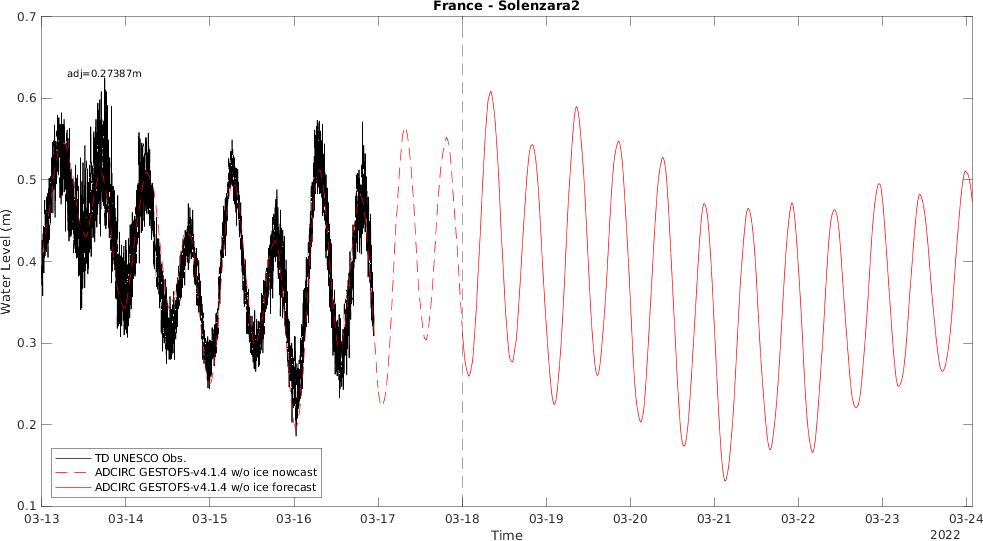 France - Solenzara2
0.7
adj=0.27387m
0.6
0.5
0.4
0.3
0.2
0.1
Water Level (m)
TD UNESCO Obs.
ADCIRC GESTOFS-v4.1.4 w/o ice nowcast
ADCIRC GESTOFS-v4.1.4 w/o ice forecast
03-13 03-14 03-15 03-16 03-17 03-18 03-19 03-20 03-21 03-22 03-23 03-24
Time
2022